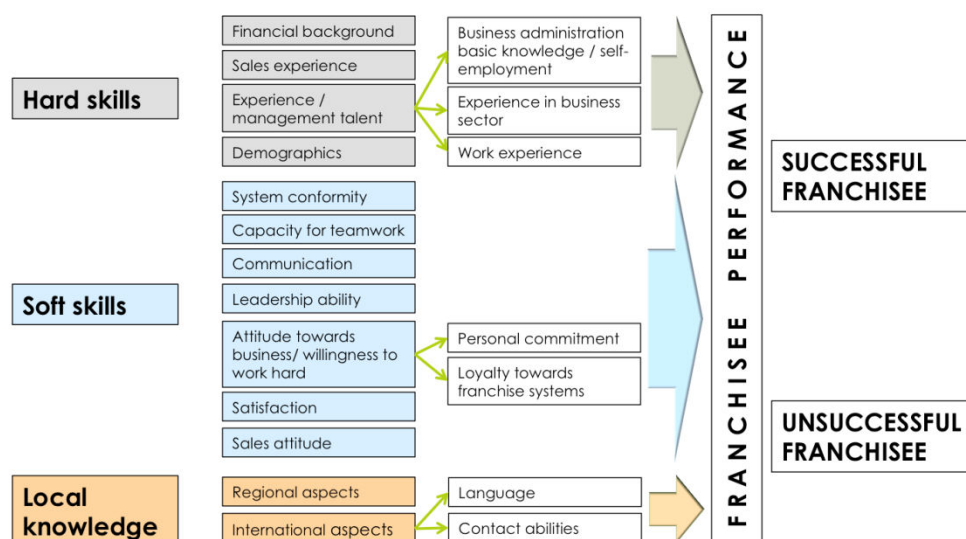 Hard skills
Financial background
Sales experience
Experience /
management talent
Demographics
Business administration
basic knowledge / self-
employment
Experience in business
sector
Work experience
Soft skills
System conformity
Capacity for teamwork
Communication
Leadership ability
Attitude towards
business/ willingness to
work hard
Satisfaction
Sales attitude
Personal commitment
Loyalty towards
franchise systems
Local
knowledge
Regional aspects
International aspects
Language
Contact abilities
FRANCHISEE PERFORMANCE
SUCCESSFUL
FRANCHISEE
UNSUCCESSFUL
FRANCHISEE